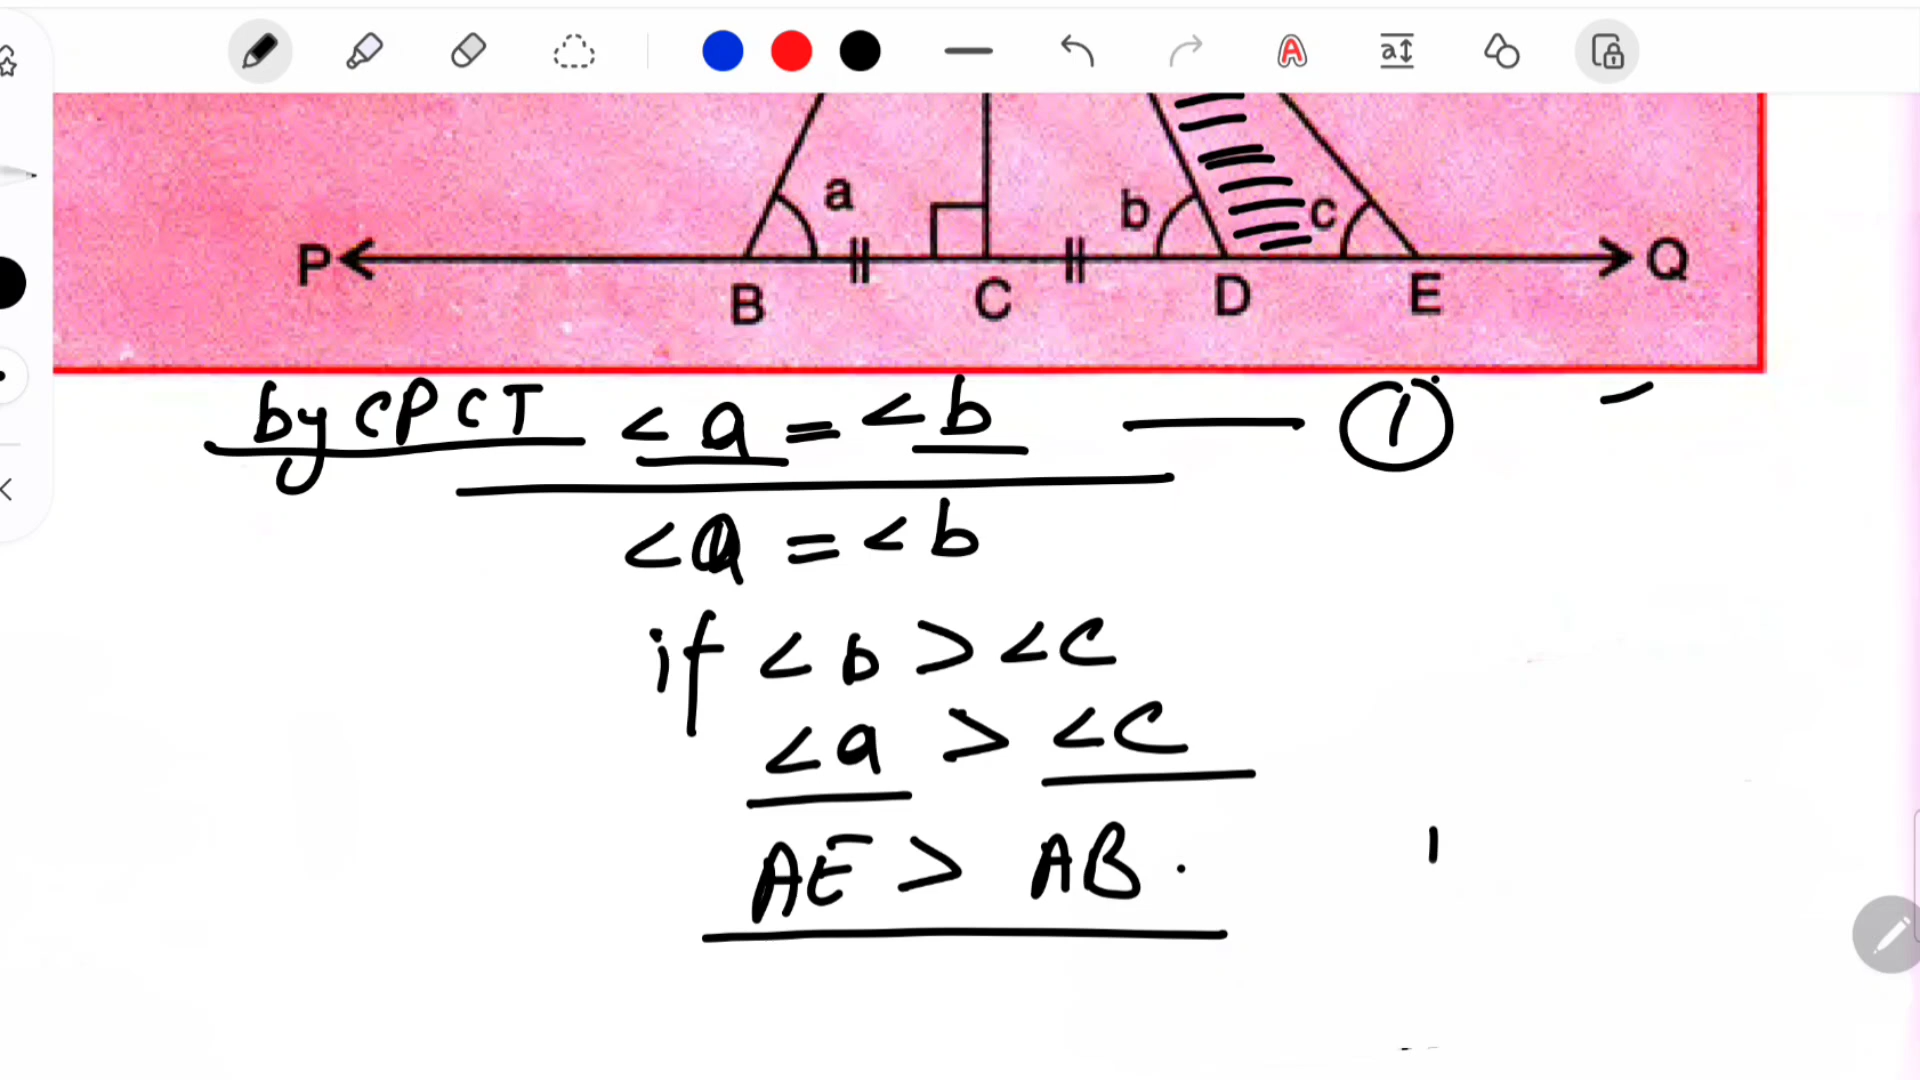 A a
a b c
P B C D E Q
by CPCT <a = <b —— ①
<a = <b
if <b > <C
<a > <C
AE > AB.